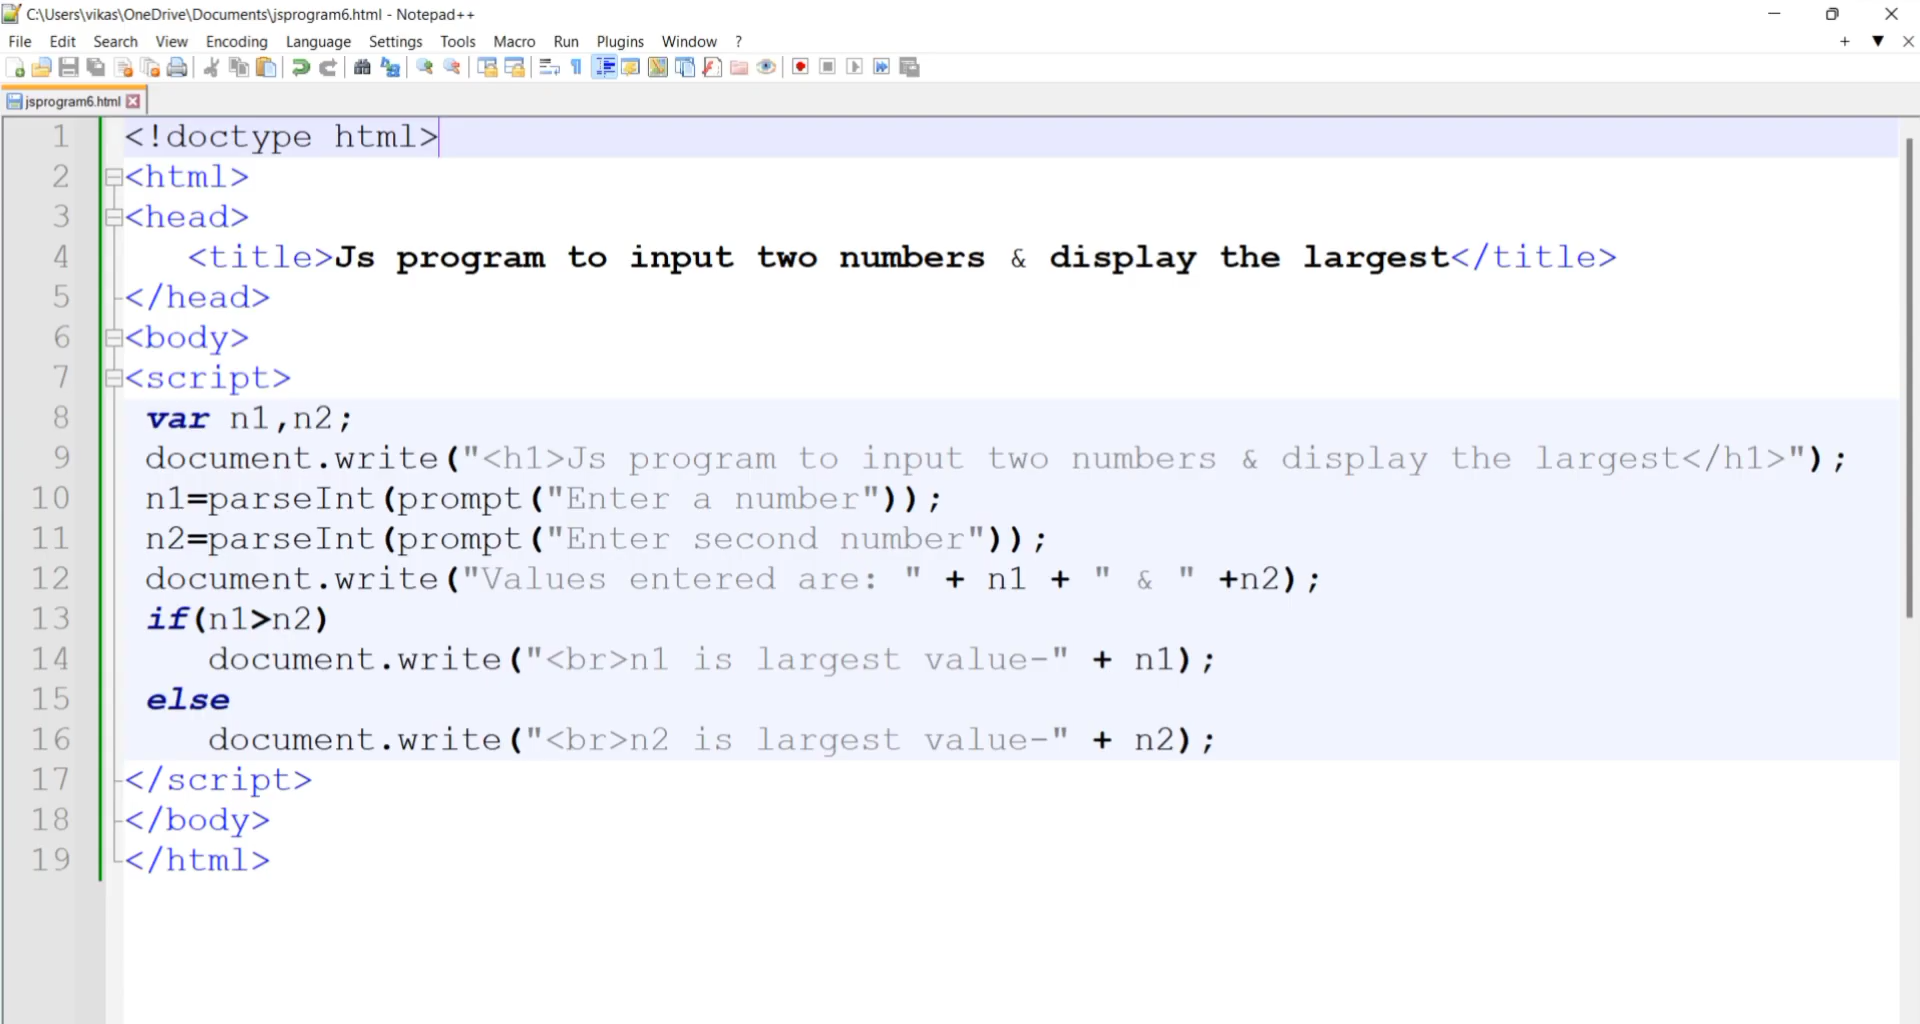 C:\Users\vikas\OneDrive\Documents\jsprogram6.html - Notepad++
File Edit Search View Encoding Language Settings Tools Macro Run Plugins Window ?
jsprogram6.html
1 <!doctype html>
2 <html>
3 <head>
4 <title>Js program to input two numbers & display the largest</title>
5 </head>
6 <body>
7 <script>
8 var n1,n2;
9 document.write("<h1>Js program to input two numbers & display the largest</h1>");
10 n1=parseInt(prompt("Enter a number"));
11 n2=parseInt(prompt("Enter second number"));
12 document.write("Values entered are: " + n1 + " & " +n2);
13 if(n1>n2)
14 document.write("<br>n1 is largest value-" + n1);
15 else
16 document.write("<br>n2 is largest value-" + n2);
17 </script>
18 </body>
19 </html>